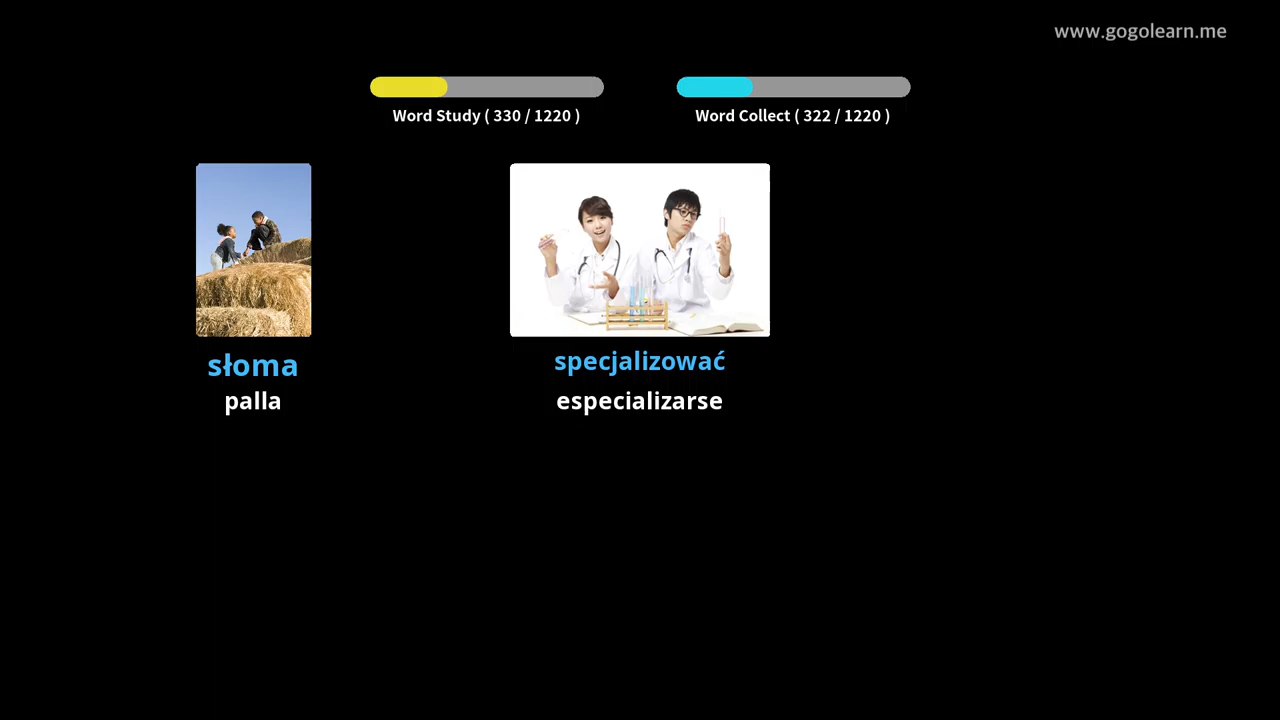 www.gogolearn.me
Word Study ( 330 / 1220 )
Word Collect ( 322 / 1220 )
słoma
palla
specjalizować
especializarse